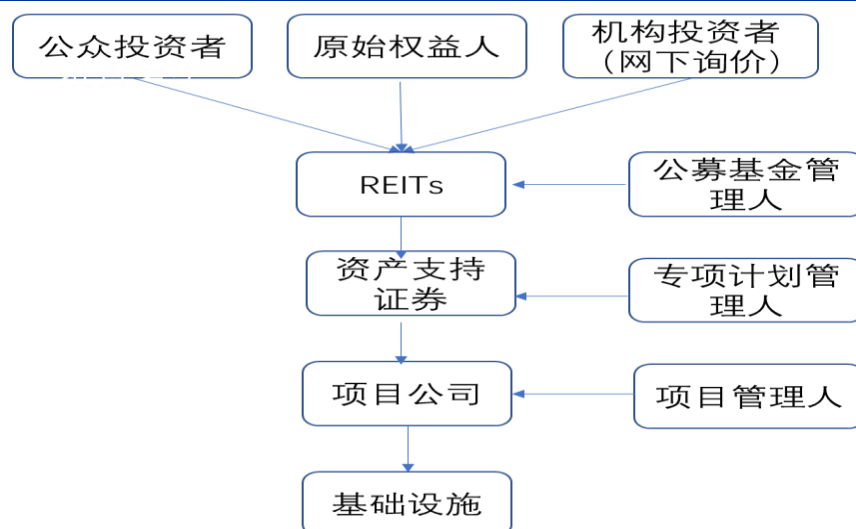 公众投资者
原始权益人
机构投资者
（网下询价）
REITs
公募基金管
理人
资产支持
证券
专项计划管
理人
项目公司
项目管理人
基础设施